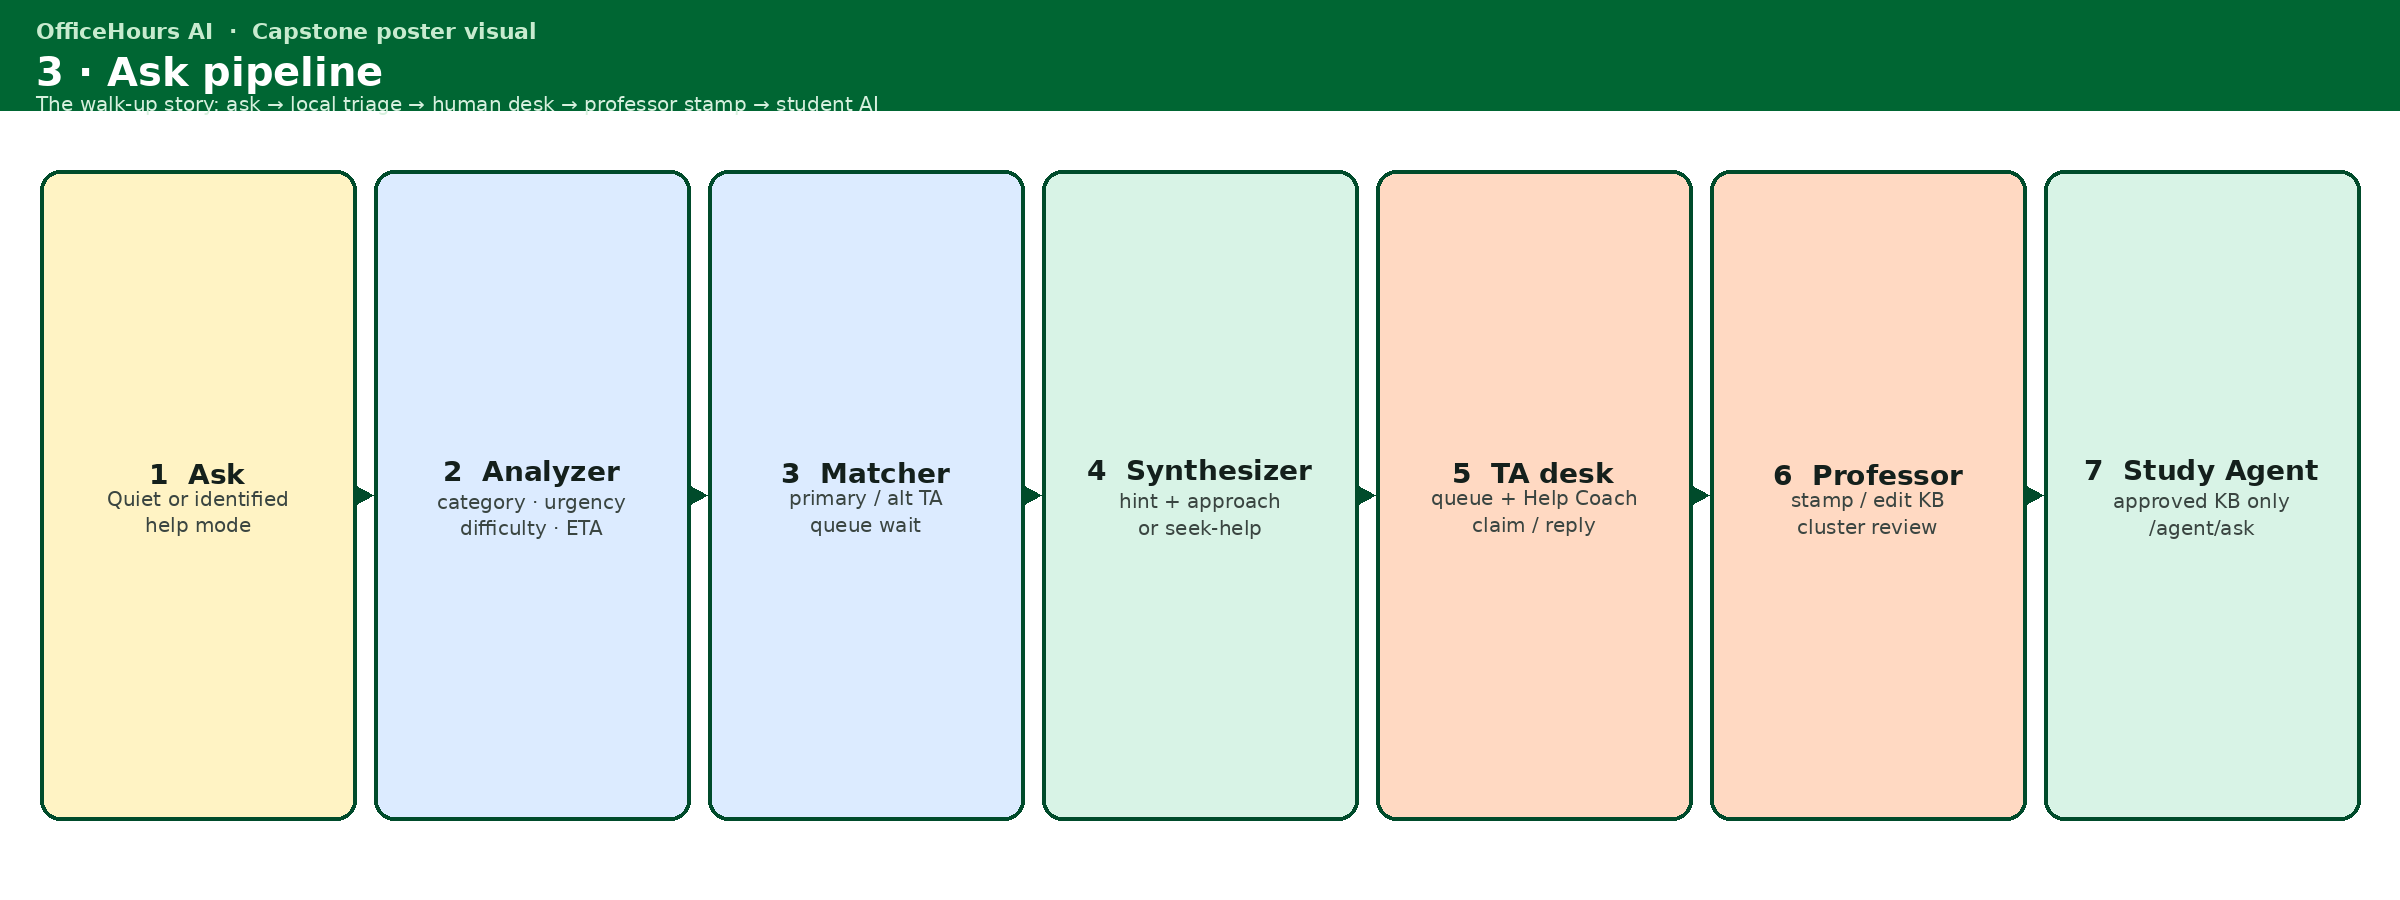 OfficeHours AI · Capstone poster visual
3 · Ask pipeline
The walk-up story: ask → local triage → human desk → professor stamp → student AI
1 Ask
Quiet or identified
help mode
2 Analyzer
category · urgency
difficulty · ETA
3 Matcher
primary / alt TA
queue wait
4 Synthesizer
hint + approach
or seek-help
5 TA desk
queue + Help Coach
claim / reply
6 Professor
stamp / edit KB
cluster review
7 Study Agent
approved KB only
/agent/ask